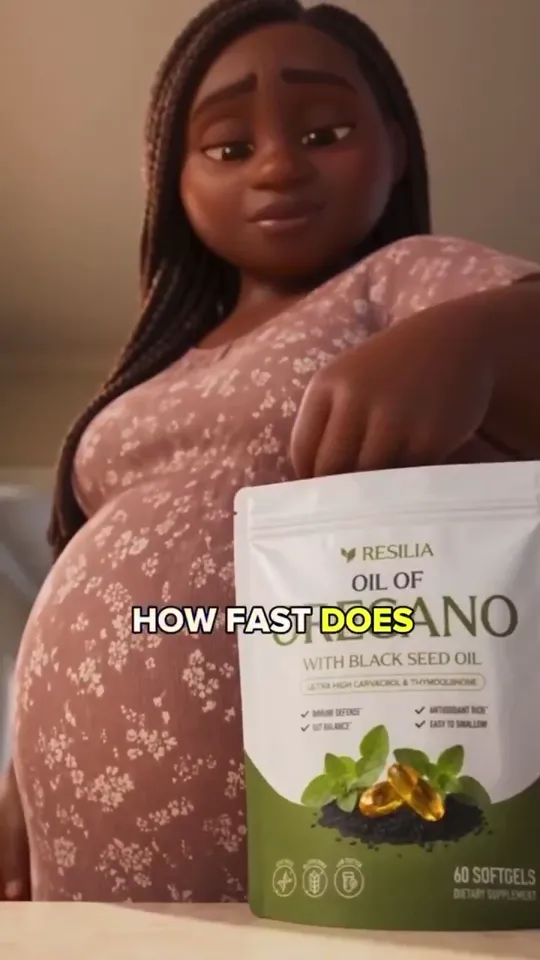 RESILIA
OIL OF
OREGANO
HOW FAST DOES
WITH BLACK SEED OIL
ULTRA HIGH CARVACROL & THYMOQUINONE
✓ IMMUNE DEFENSE*
✓ ANTIOXIDANT RICH*
✓ GUT BALANCE*
✓ EASY TO SWALLOW
60 SOFTGELS
DIETARY SUPPLEMENT